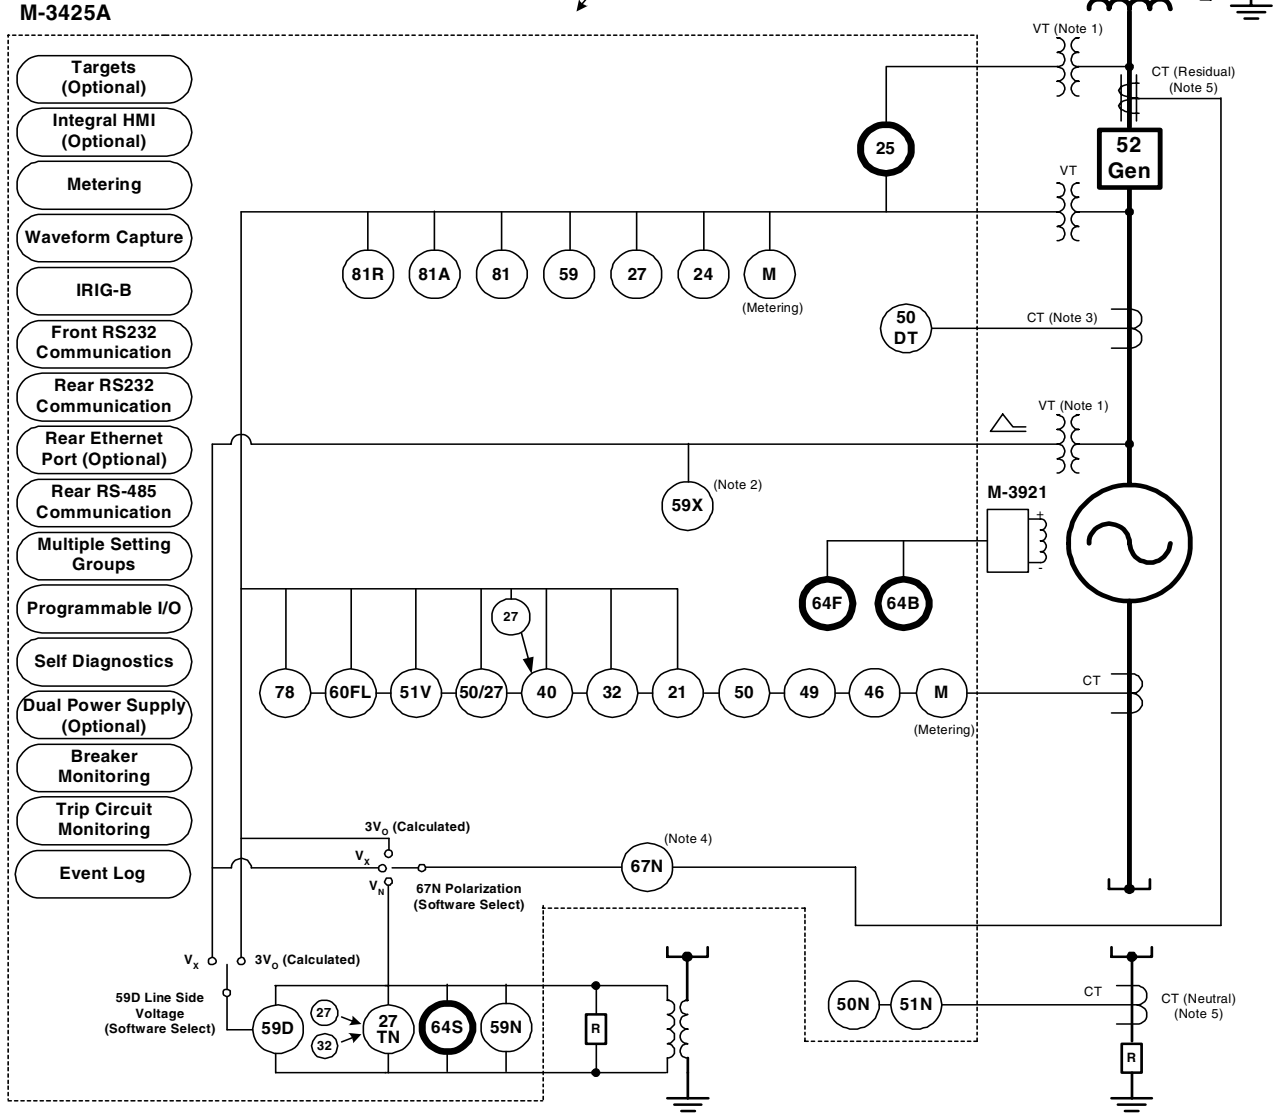 M-3425A
Targets
(Optional)
Integral HMI
(Optional)
Metering
Waveform Capture
IRIG-B
Front RS232
Communication
Rear RS232
Communication
Rear Ethernet
Port (Optional)
Rear RS-485
Communication
Multiple Setting
Groups
Programmable I/O
Self Diagnostics
Dual Power Supply
(Optional)
Breaker
Monitoring
Trip Circuit
Monitoring
Event Log
VT (Note 1)
CT (Residual)
(Note 5)
25
52
Gen
VT
81R
81A
81
59
27
24
M
(Metering)
50
DT
CT (Note 3)
VT (Note 1)
59X
(Note 2)
M-3921
+
-
64F
64B
27
78
60FL
51V
50/27
40
32
21
50
49
46
M
(Metering)
CT
3VO (Calculated)
VX
VN
67N Polarization
(Software Select)
67N
(Note 4)
VX
3VO (Calculated)
59D Line Side
Voltage
(Software Select)
59D
27
32
27
TN
64S
59N
R
50N
51N
CT
CT (Neutral)
(Note 5)
R